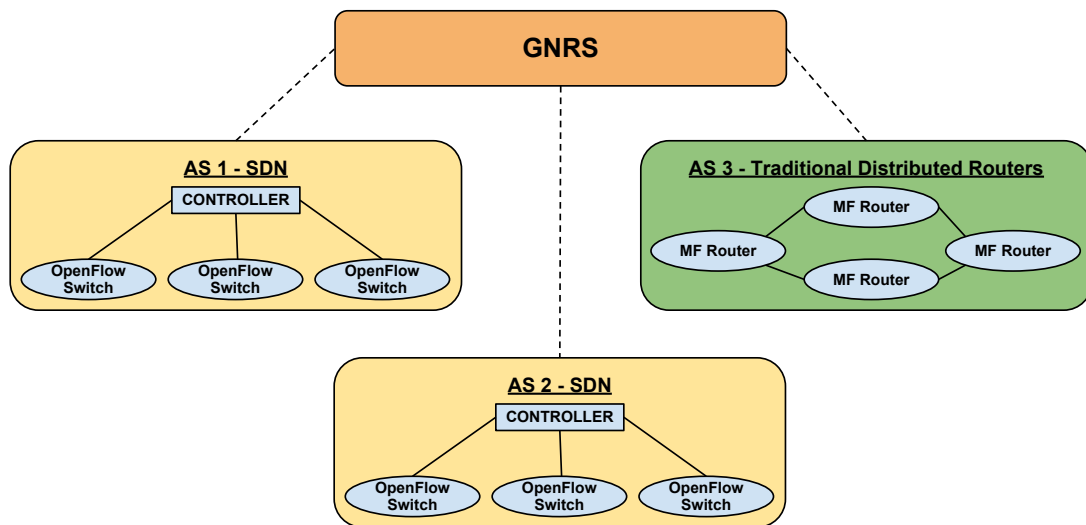 GNRS
AS 1 - SDN
CONTROLLER
OpenFlow
Switch
OpenFlow
Switch
OpenFlow
Switch
AS 3 - Traditional Distributed Routers
MF Router
MF Router
MF Router
MF Router
AS 2 - SDN
CONTROLLER
OpenFlow
Switch
OpenFlow
Switch
OpenFlow
Switch